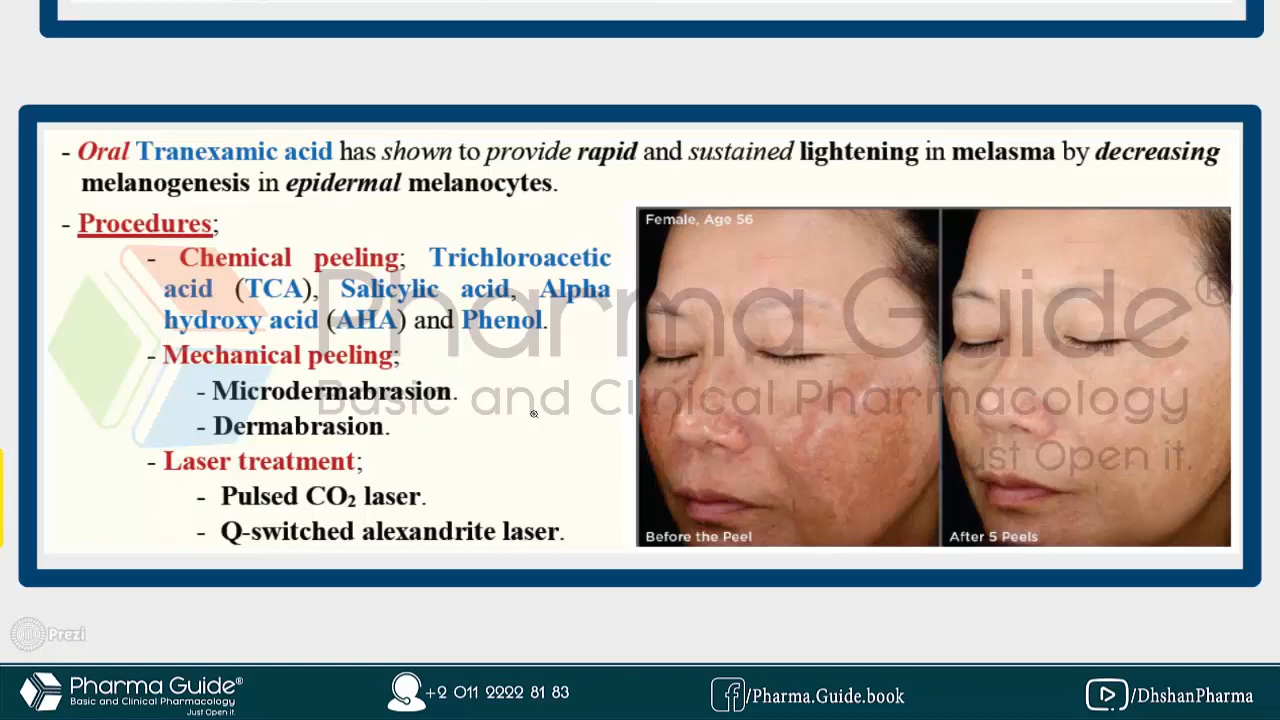 - Oral Tranexamic acid has shown to provide rapid and sustained lightening in melasma by decreasing
melanogenesis in epidermal melanocytes.
- Procedures;
- Chemical peeling; Trichloroacetic
acid (TCA), Salicylic acid, Alpha
hydroxy acid (AHA) and Phenol.
- Mechanical peeling;
- Microdermabrasion.
- Dermabrasion.
- Laser treatment;
- Pulsed CO₂ laser.
- Q-switched alexandrite laser.
Female, Age 56
Before the Peel
After 5 Peels
Pharma Guide®
Basic and Clinical Pharmacology
Just Open it.
Prezi
Pharma Guide®
Basic and Clinical Pharmacology
Just Open it.
+2 011 2222 81 83
/Pharma.Guide.book
/DhshanPharma